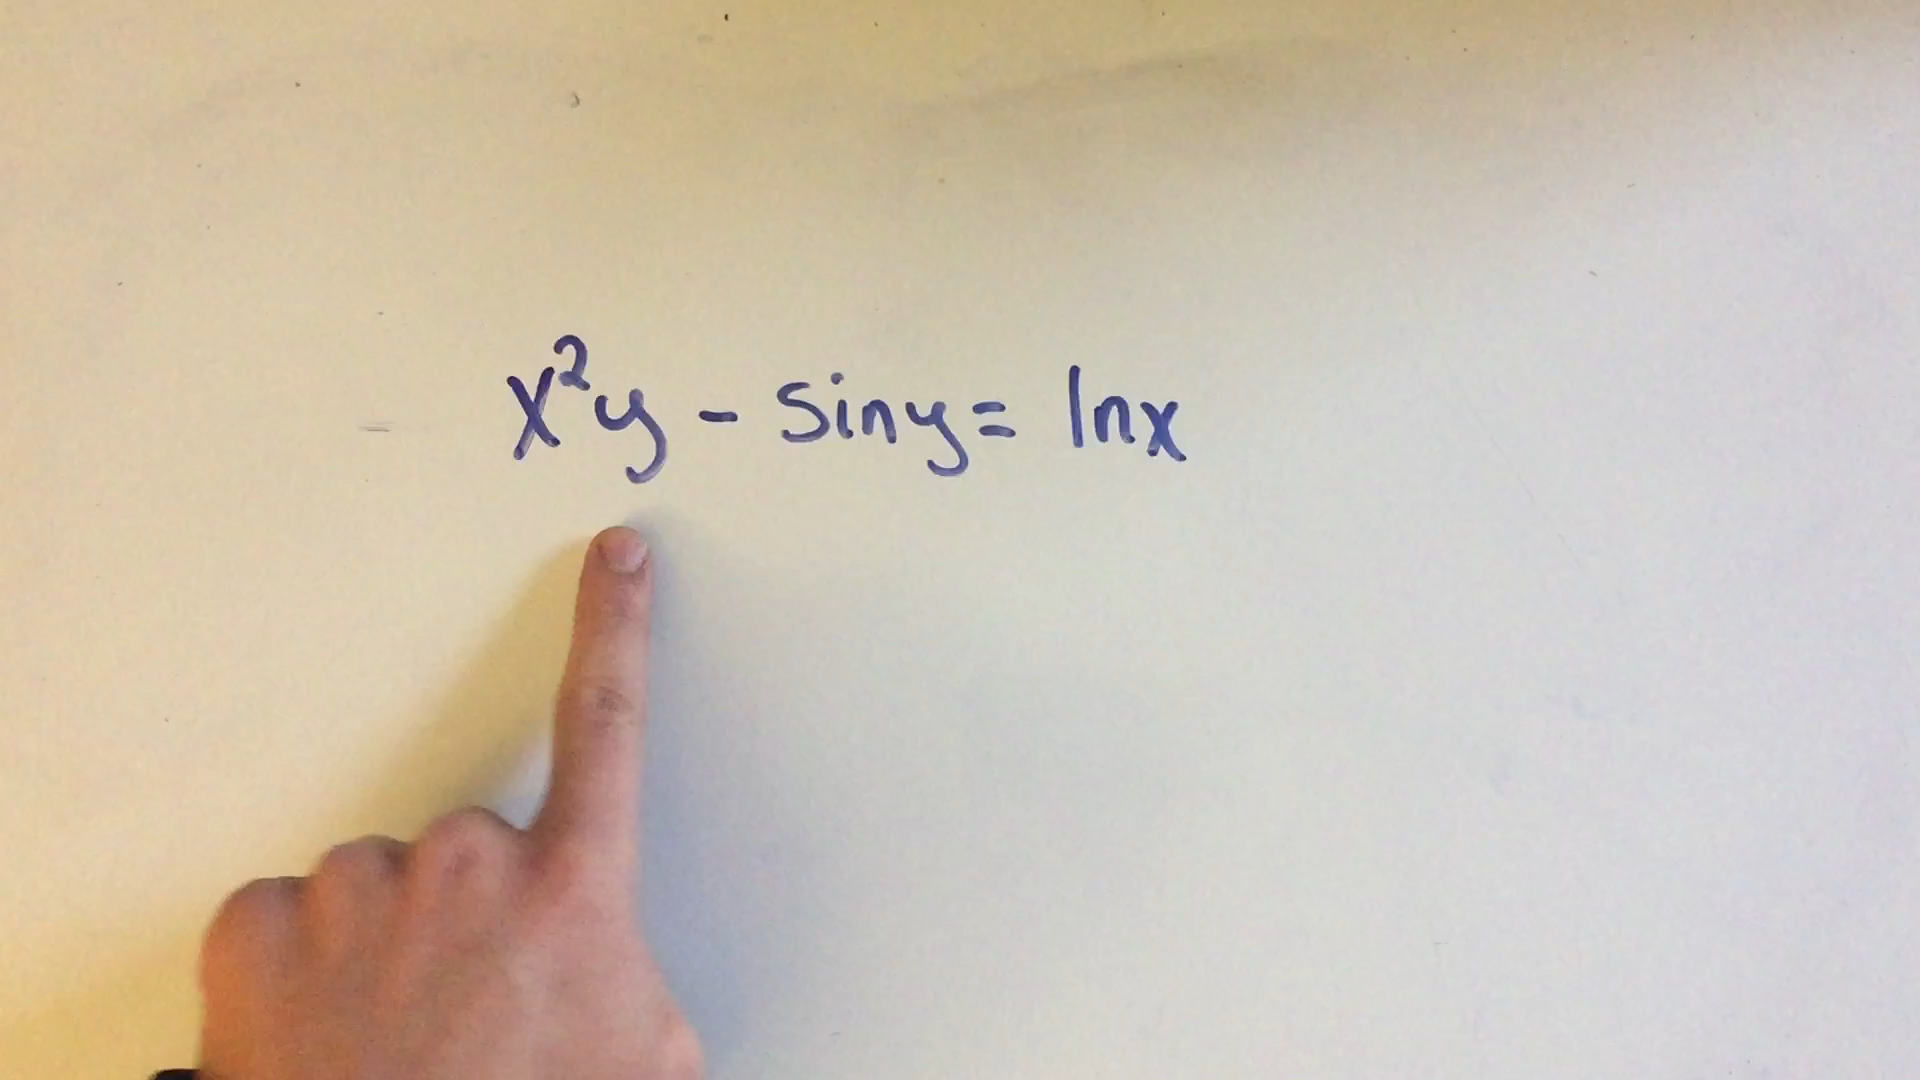 x²y - siny = lnx